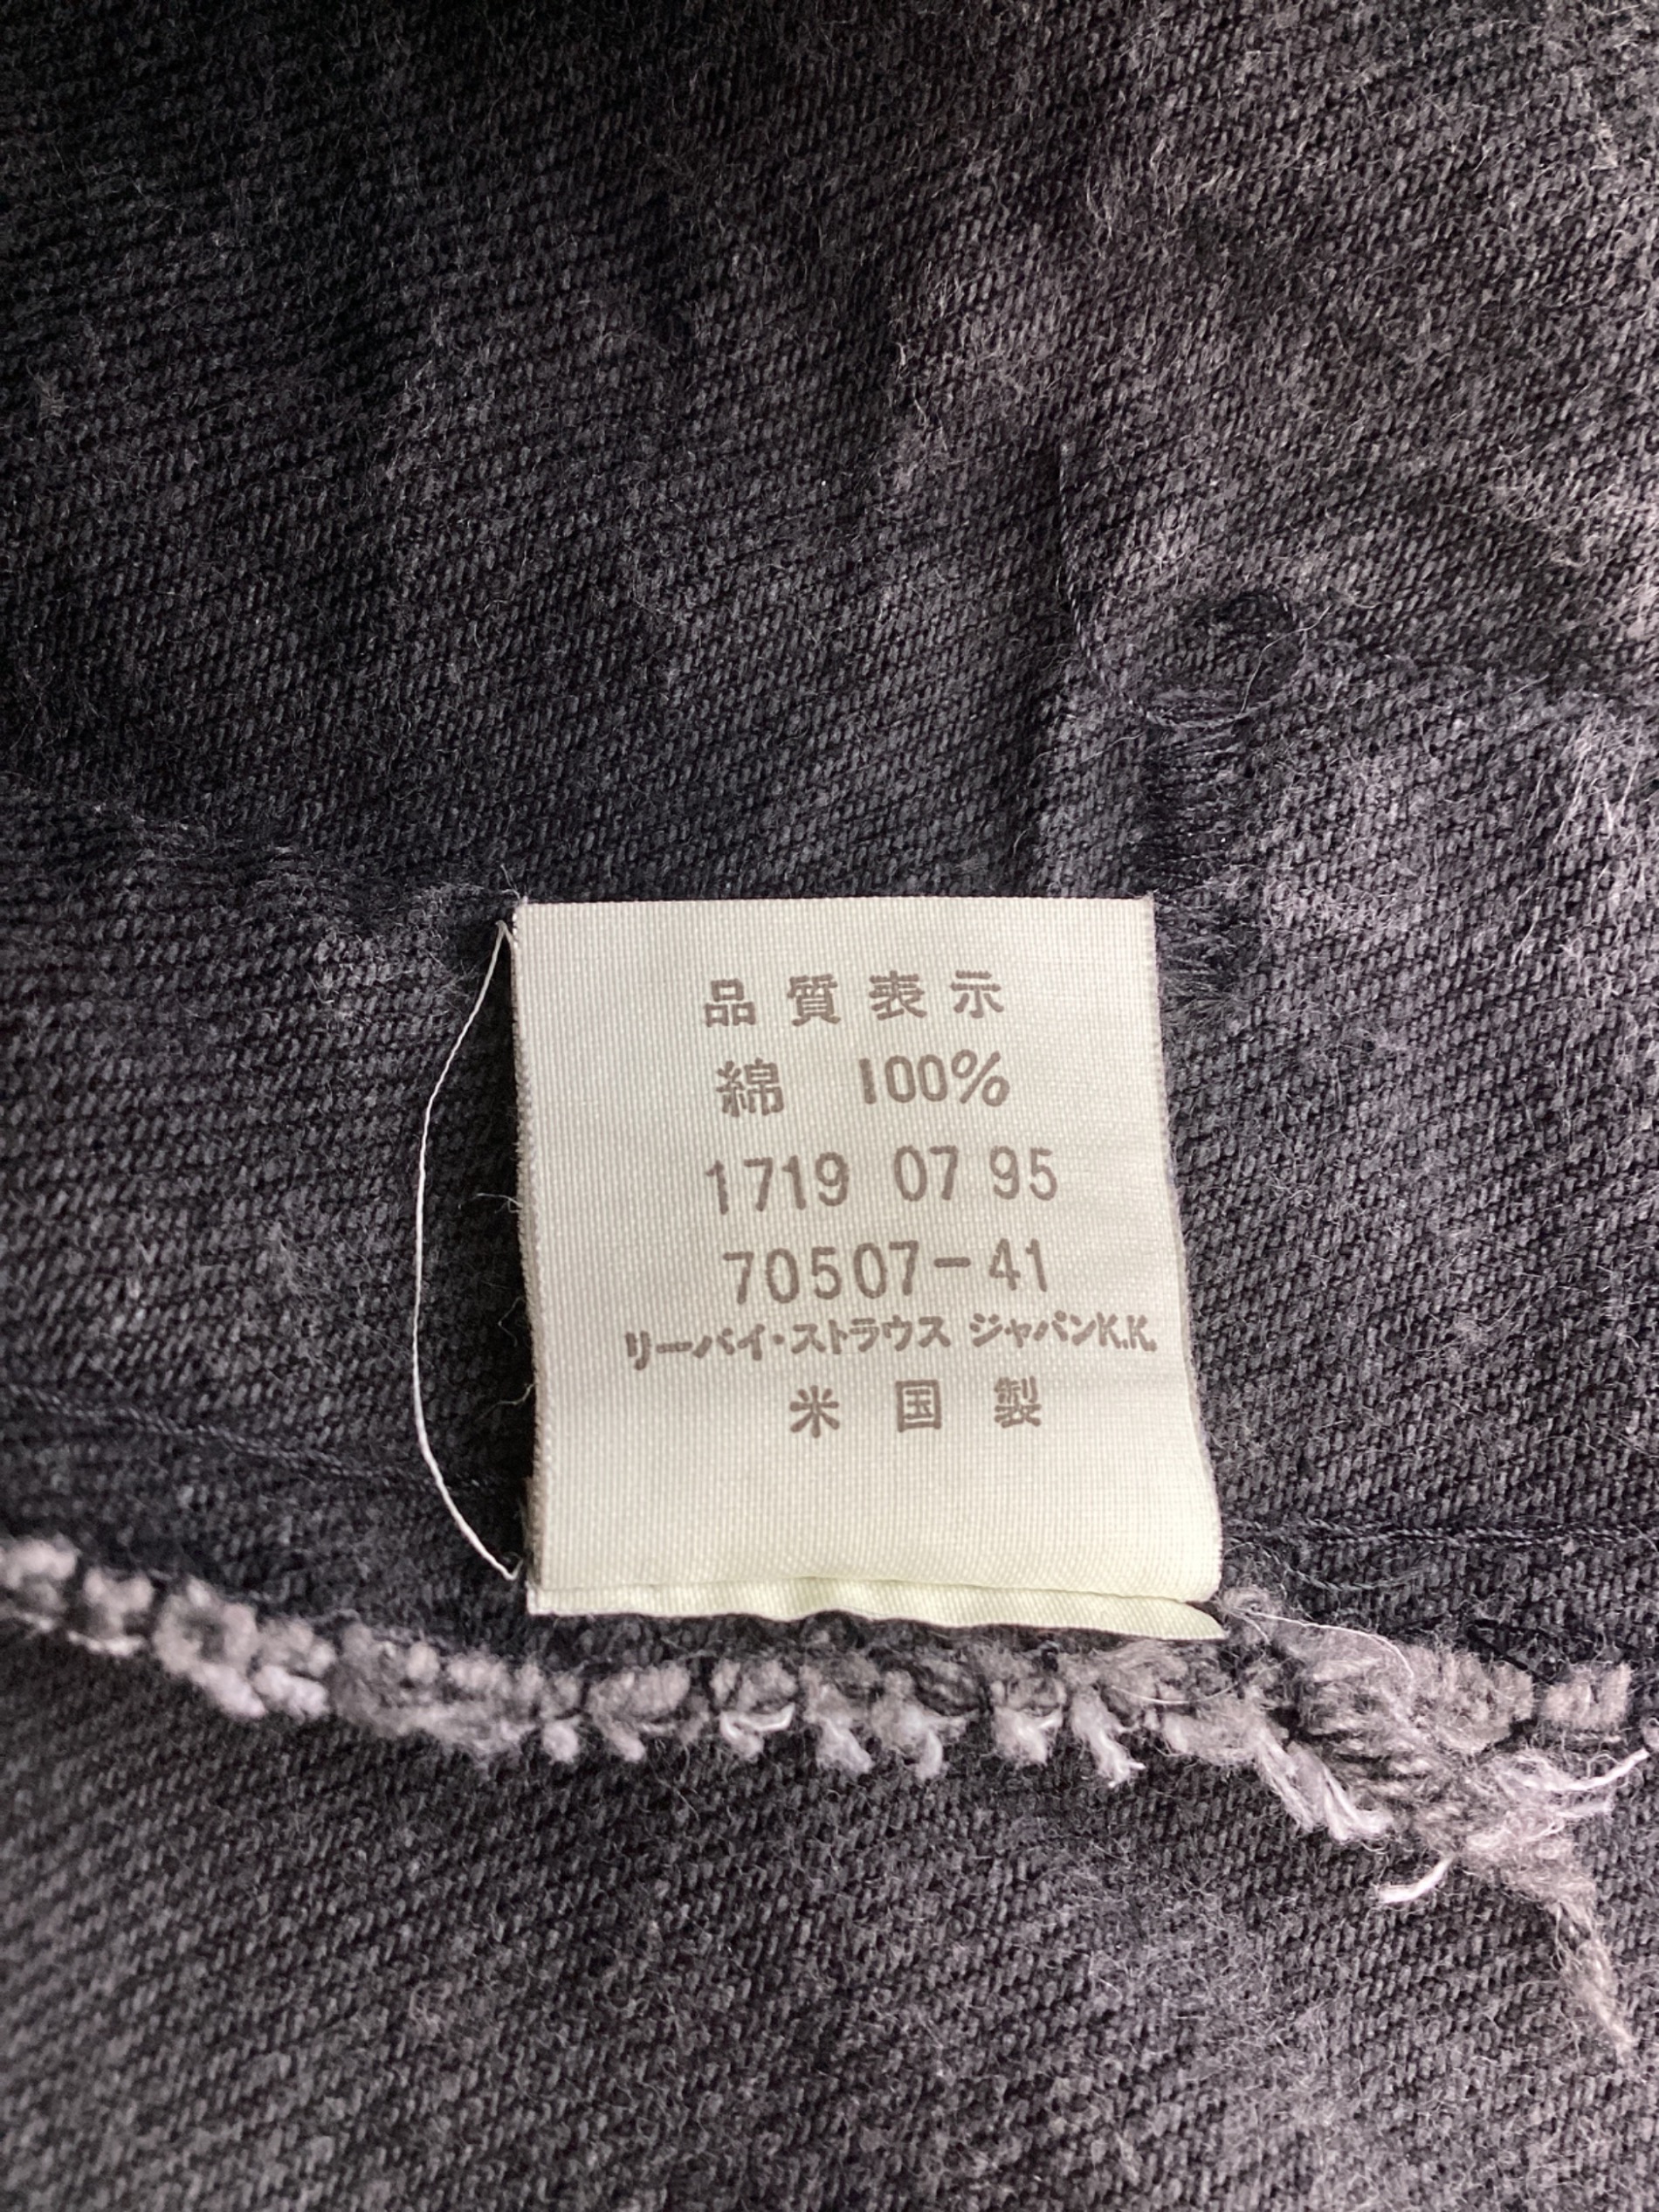 品質表示
綿 100%
1719 07 95
70507-41
リーバイ・ストラウス ジャパンK.K.
米国製